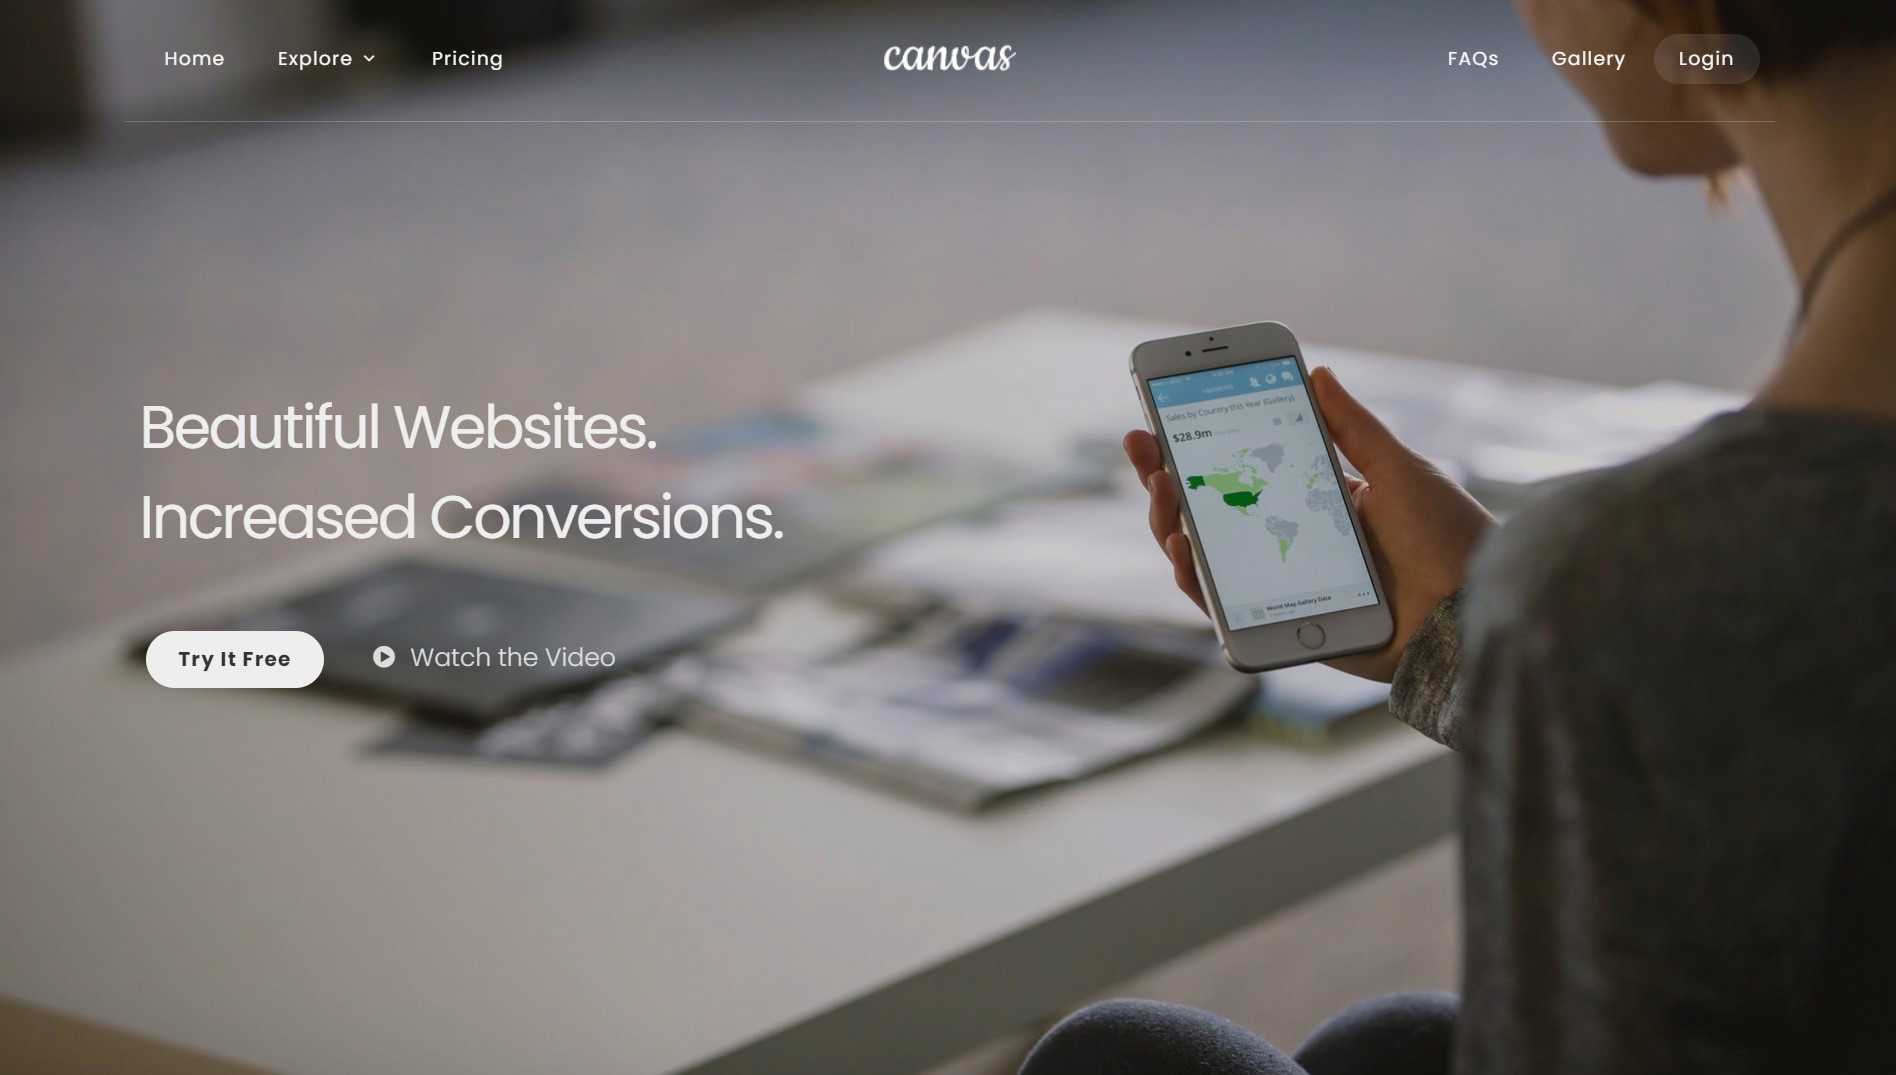 Home Explore Pricing canvas FAQs Gallery Login
Beautiful Websites.
Increased Conversions.
Try It Free Watch the Video
Sales by Country this Year (Gallery)
$28.9m
World Map Gallery Data